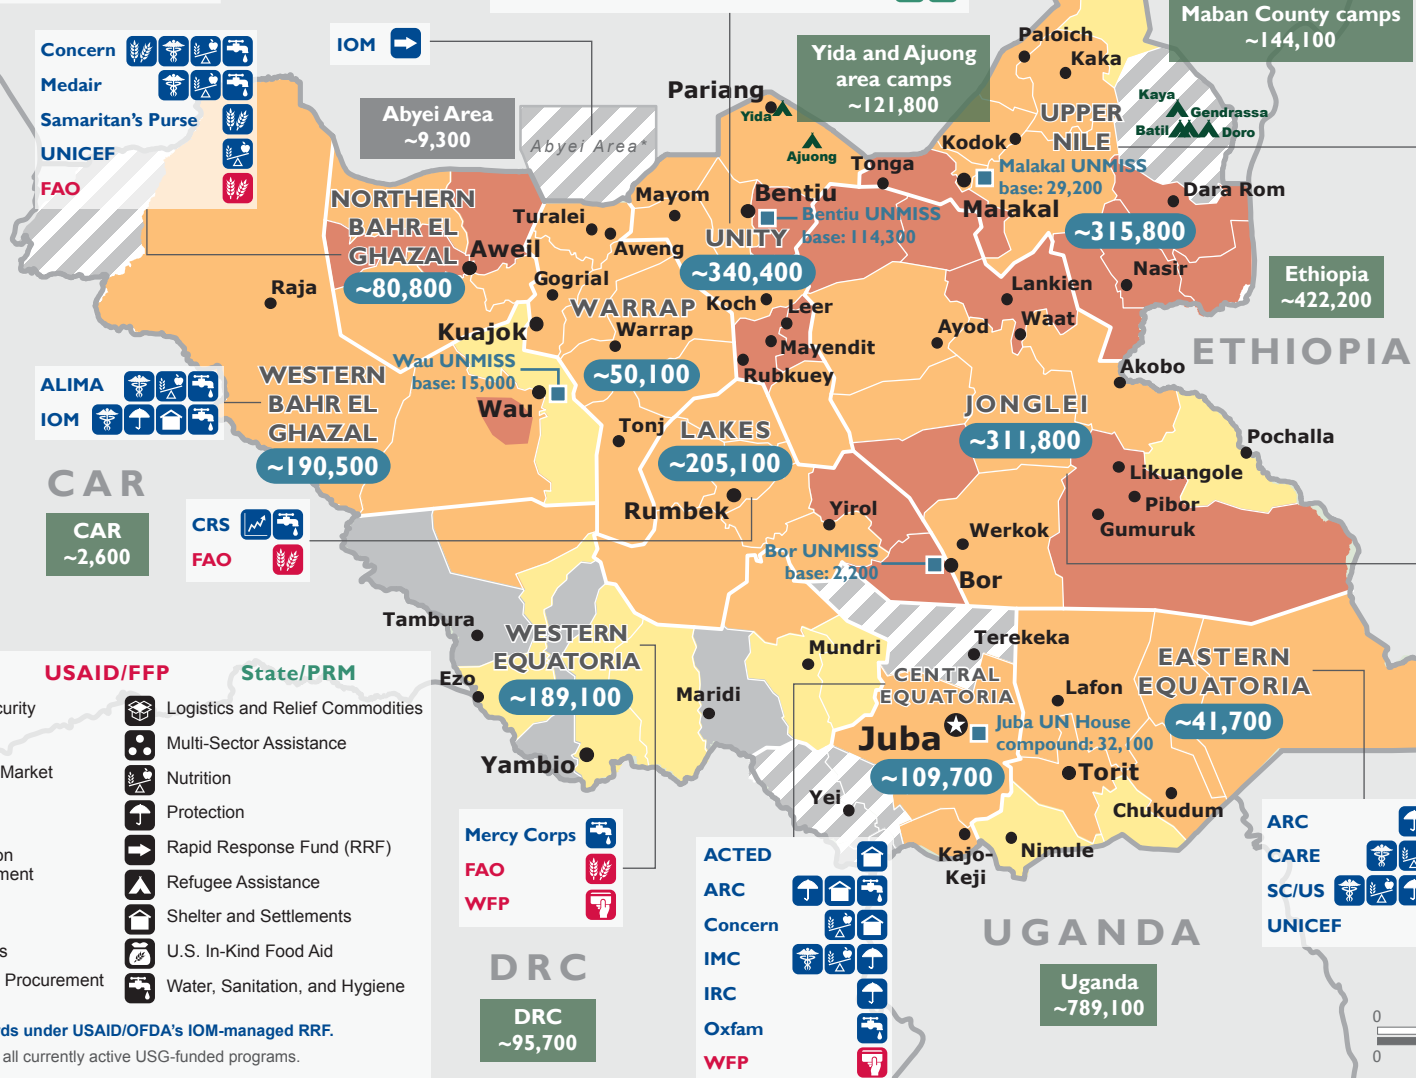 Maban County camps
~144,100
Concern
Medair
Samaritan's Purse
UNICEF
FAO
IOM
Abyei Area
~9,300
Abyei Area*
Yida and Ajuong
area camps
~121,800
Paloich
Kaka
Pariang
Yida
Ajuong
UPPER
NILE
Kaya
Gendrassa
Batil
Doro
Kodok
Tonga
Malakal UNMISS
base: 29,200
Malakal
Dara Rom
~315,800
Nasir
Ethiopia
~422,200
ETHIOPIA
NORTHERN
BAHR EL
GHAZAL
~80,800
Aweil
Raja
Turalei
Aweng
Mayom
Bentiu
Bentiu UNMISS
base: 114,300
UNITY
~340,400
Gogrial
WARRAP
Warrap
~50,100
Koch
Leer
Mayendit
Rubkuey
Lankien
Waat
Ayod
Akobo
Kuajok
Wau UNMISS
base: 15,000
Wau
ALIMA
IOM
WESTERN
BAHR EL
GHAZAL
~190,500
Tonj
LAKES
~205,100
Rumbek
JONGLEI
~311,800
Pochalla
Likuangole
Pibor
Gumuruk
CAR
CAR
~2,600
CRS
FAO
Yirol
Bor UNMISS
base: 2,200
Werkok
Bor
Tambura
WESTERN
EQUATORIA
~189,100
Ezo
Yambio
Maridi
Mundri
Terekeka
CENTRAL
EQUATORIA
Juba
~109,700
Juba UN House
compound: 32,100
Lafon
EASTERN
EQUATORIA
~41,700
Torit
Chukudum
Yei
Kajo-
Keji
Nimule
USAID/FFP
State/PRM
curity
Logistics and Relief Commodities
Multi-Sector Assistance
Market
Nutrition
Protection
on
Rapid Response Fund (RRF)
ment
Refugee Assistance
Shelter and Settlements
s
U.S. In-Kind Food Aid
Procurement
Water, Sanitation, and Hygiene
rds under USAID/OFDA's IOM-managed RRF.
all currently active USG-funded programs.
Mercy Corps
FAO
WFP
DRC
DRC
~95,700
ACTED
ARC
Concern
IMC
IRC
Oxfam
WFP
UGANDA
Uganda
~789,100
ARC
CARE
SC/US
UNICEF
0
0